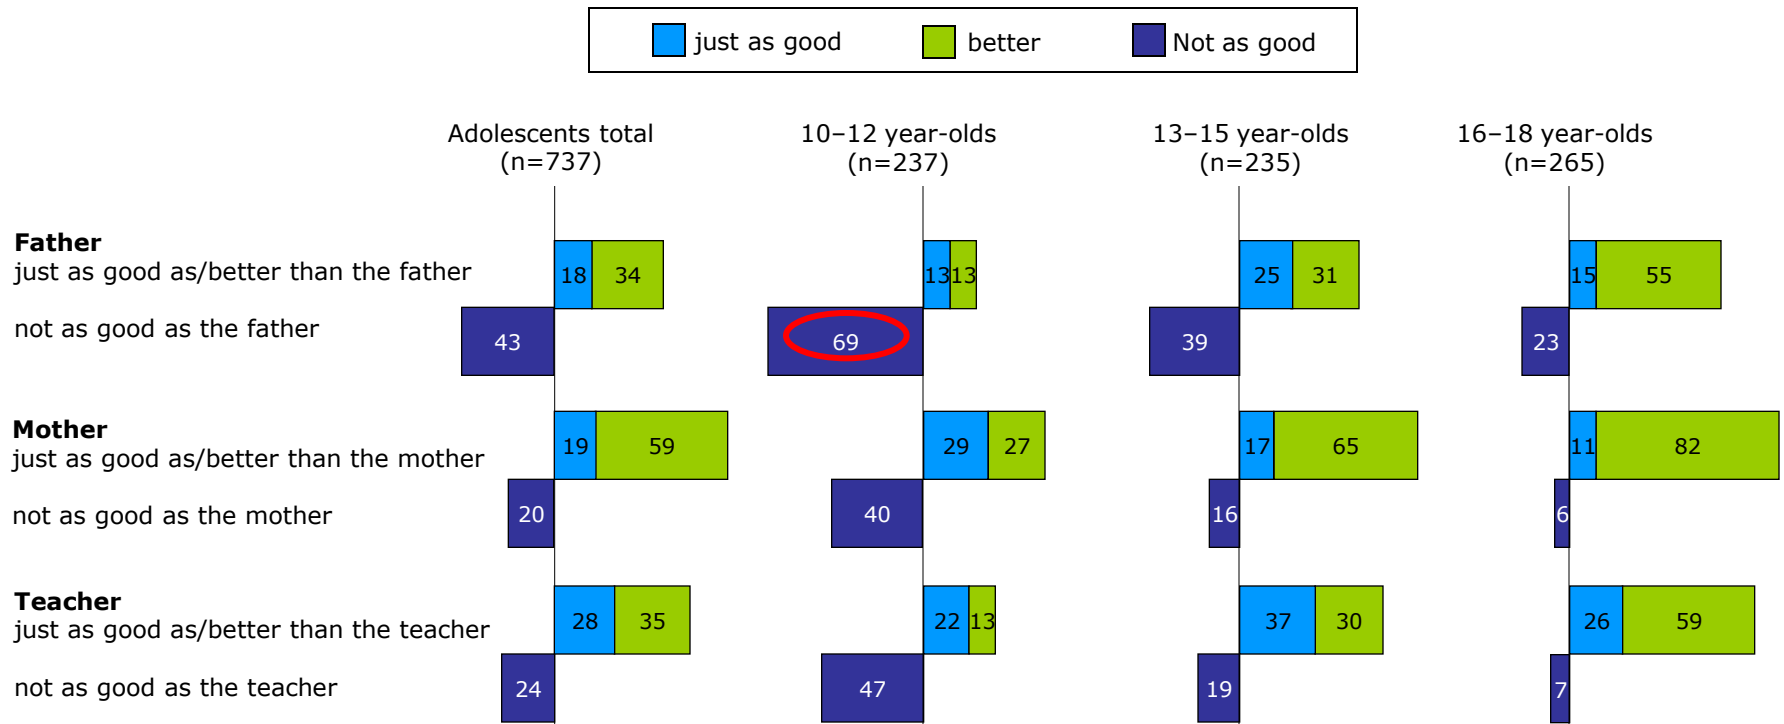 just as good better Not as good
Adolescents total 10–12 year-olds 13–15 year-olds 16–18 year-olds
(n=737) (n=237) (n=235) (n=265)
Father
just as good as/better than the father 18 34 13 13 25 31 15 55
not as good as the father 43 69 39 23
Mother
just as good as/better than the mother 19 59 29 27 17 65 11 82
not as good as the mother 20 40 16 6
Teacher
just as good as/better than the teacher 28 35 22 13 37 30 26 59
not as good as the teacher 24 47 19 7